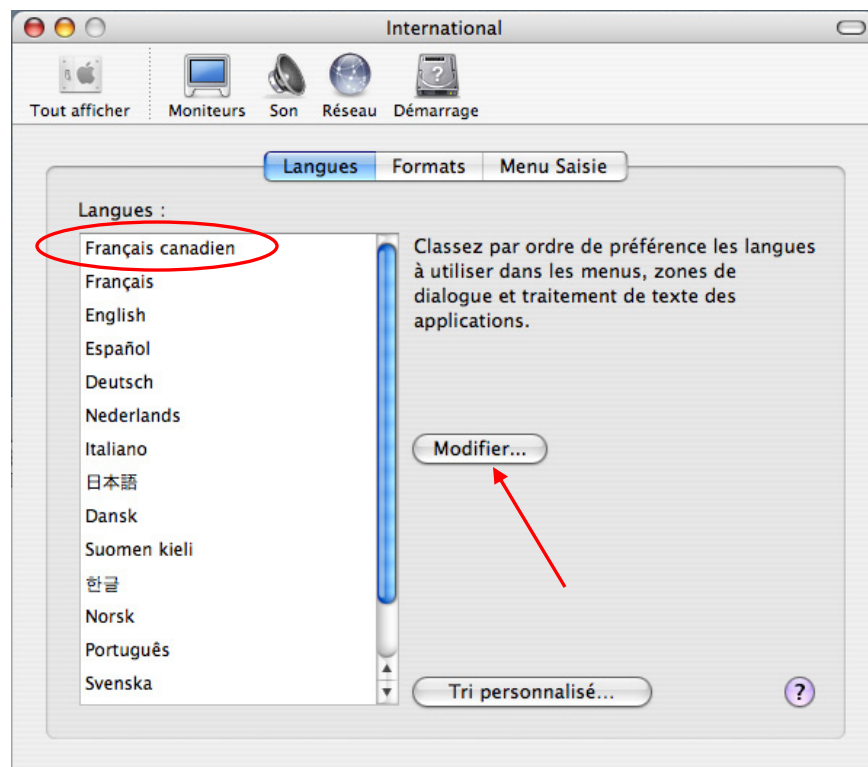 International
Tout afficher
Moniteurs
Son
Réseau
Démarrage
Langues
Formats
Menu Saisie
Langues :
Français canadien
Français
English
Español
Deutsch
Nederlands
Italiano
日本語
Dansk
Suomen kieli
한글
Norsk
Português
Svenska
Classez par ordre de préférence les langues
à utiliser dans les menus, zones de
dialogue et traitement de texte des
applications.
Modifier...
Tri personnalisé...
?